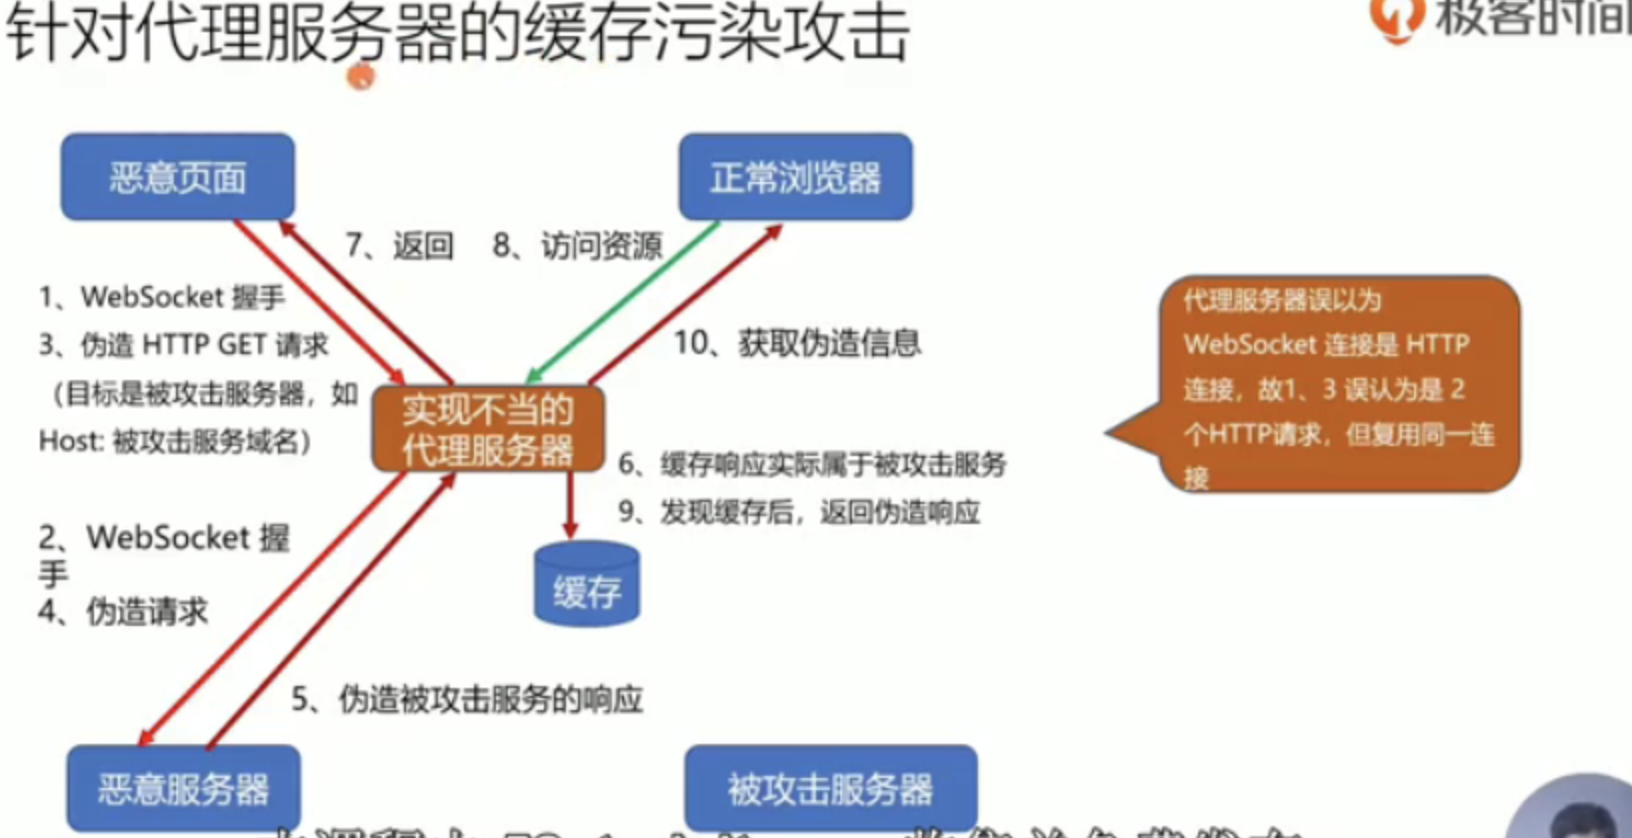 针对代理服务器的缓存污染攻击
极客时间
恶意页面
正常浏览器
7、返回
8、访问资源
1、WebSocket 握手
3、伪造 HTTP GET 请求
（目标是被攻击服务器，如
Host: 被攻击服务域名）
10、获取伪造信息
代理服务器误以为
WebSocket 连接是 HTTP
连接，故1、3 误认为是 2
个HTTP请求，但复用同一连
接
实现不当的
代理服务器
6、缓存响应实际属于被攻击服务
9、发现缓存后，返回伪造响应
2、WebSocket 握
手
4、伪造请求
缓存
5、伪造被攻击服务的响应
恶意服务器
被攻击服务器